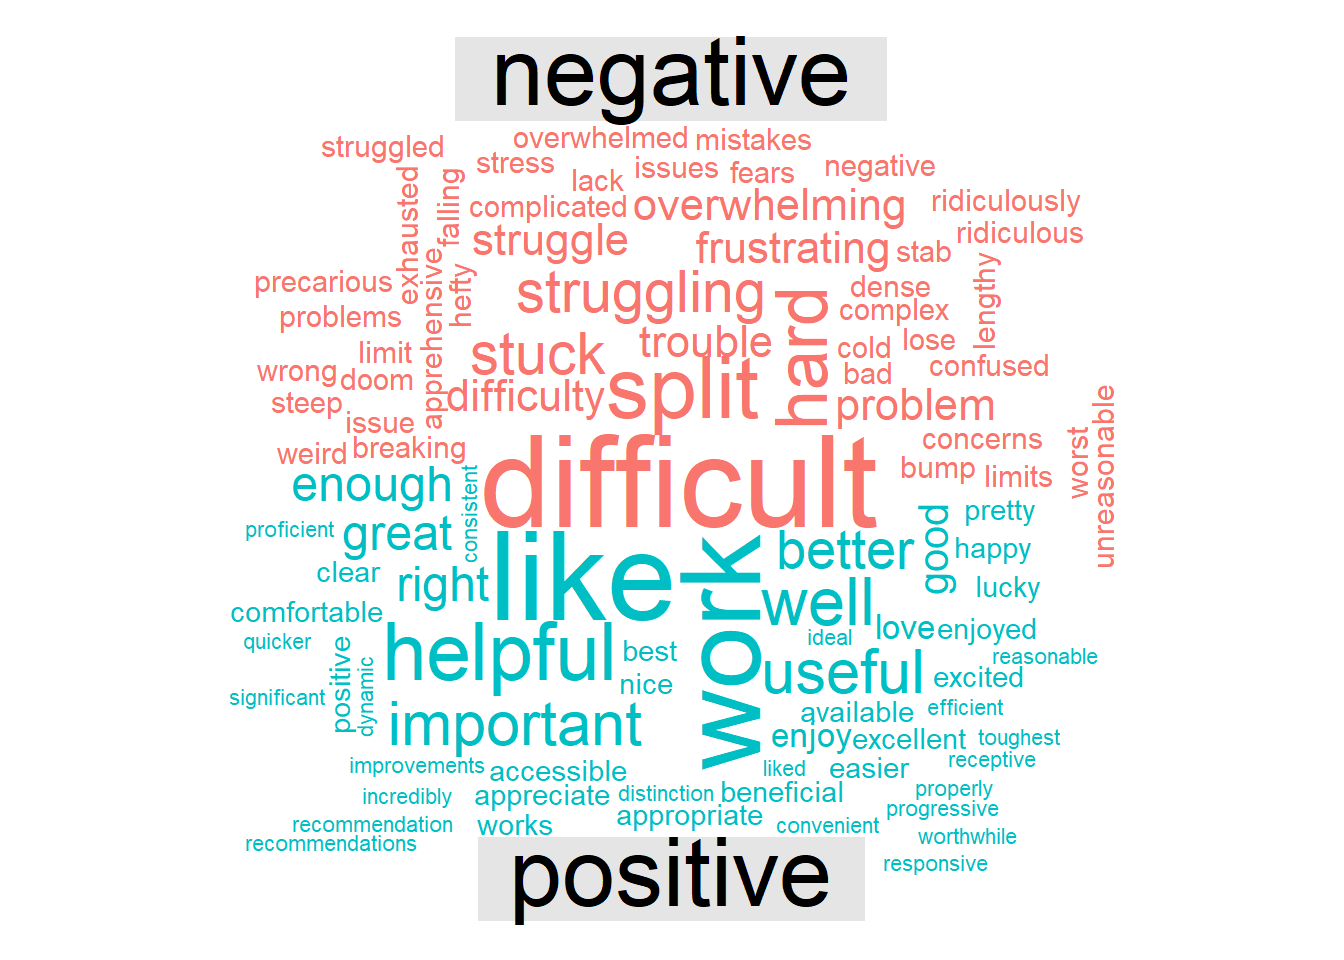 negative
overwhelmed mistakes
struggled
stress
issues
fears
negative
lack
exhausted
falling
complicated
overwhelming
ridiculously
struggle
frustrating
stab
ridiculous
precarious
apprehensive
hefty
struggling
hard
dense
lengthy
problems
complex
limit
stuck
trouble
cold
lose
wrong
doom
bad
confused
steep
difficulty
split
problem
issue
worst
unreasonable
weird
breaking
concerns
difficult
bump
limits
enough
consistent
pretty
proficient
great
good
better
happy
clear
right
like
work
lucky
comfortable
well
quicker
helpful
ideal
love
enjoyed
positive
dynamic
best
reasonable
significant
nice
useful
excited
important
available
efficient
enjoy
excellent
toughest
improvements
accessible
liked
easier
receptive
incredibly
appreciate
distinction
beneficial
properly
recommendation
works
appropriate
convenient
progressive
recommendations
worthwhile
positive
responsive